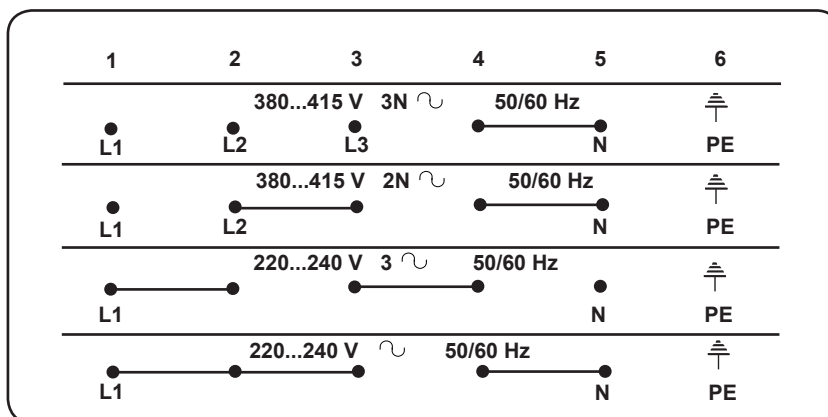 1 2 3 4 5 6
380...415 V 3N 50/60 Hz
L1 L2 L3 N PE
380...415 V 2N 50/60 Hz
L1 L2 N PE
220...240 V 3 50/60 Hz
L1 N PE
220...240 V 50/60 Hz
L1 N PE